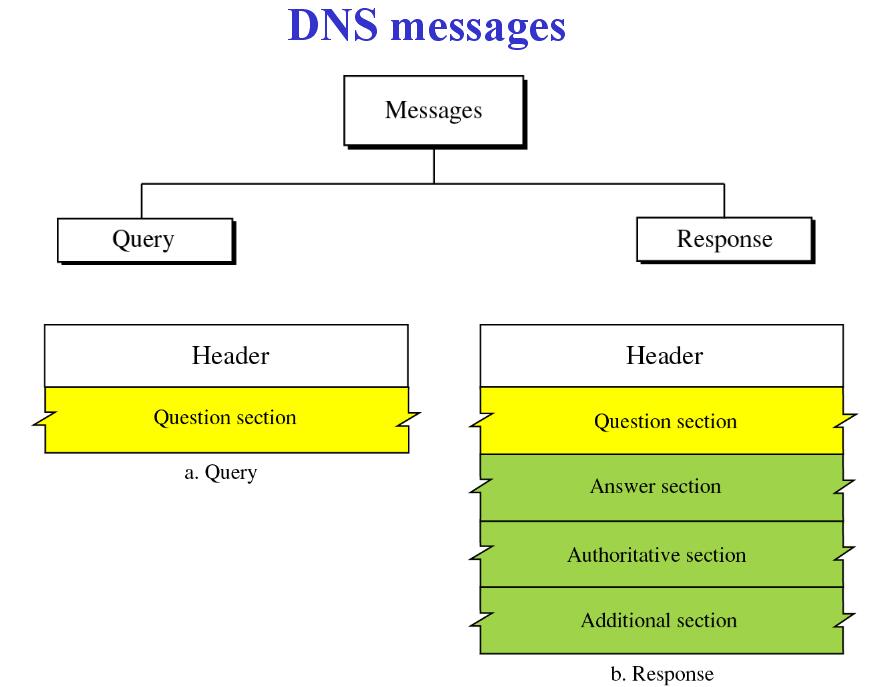 DNS messages
Messages
Query
Response
Header
Question section
a. Query
Header
Question section
Answer section
Authoritative section
Additional section
b. Response